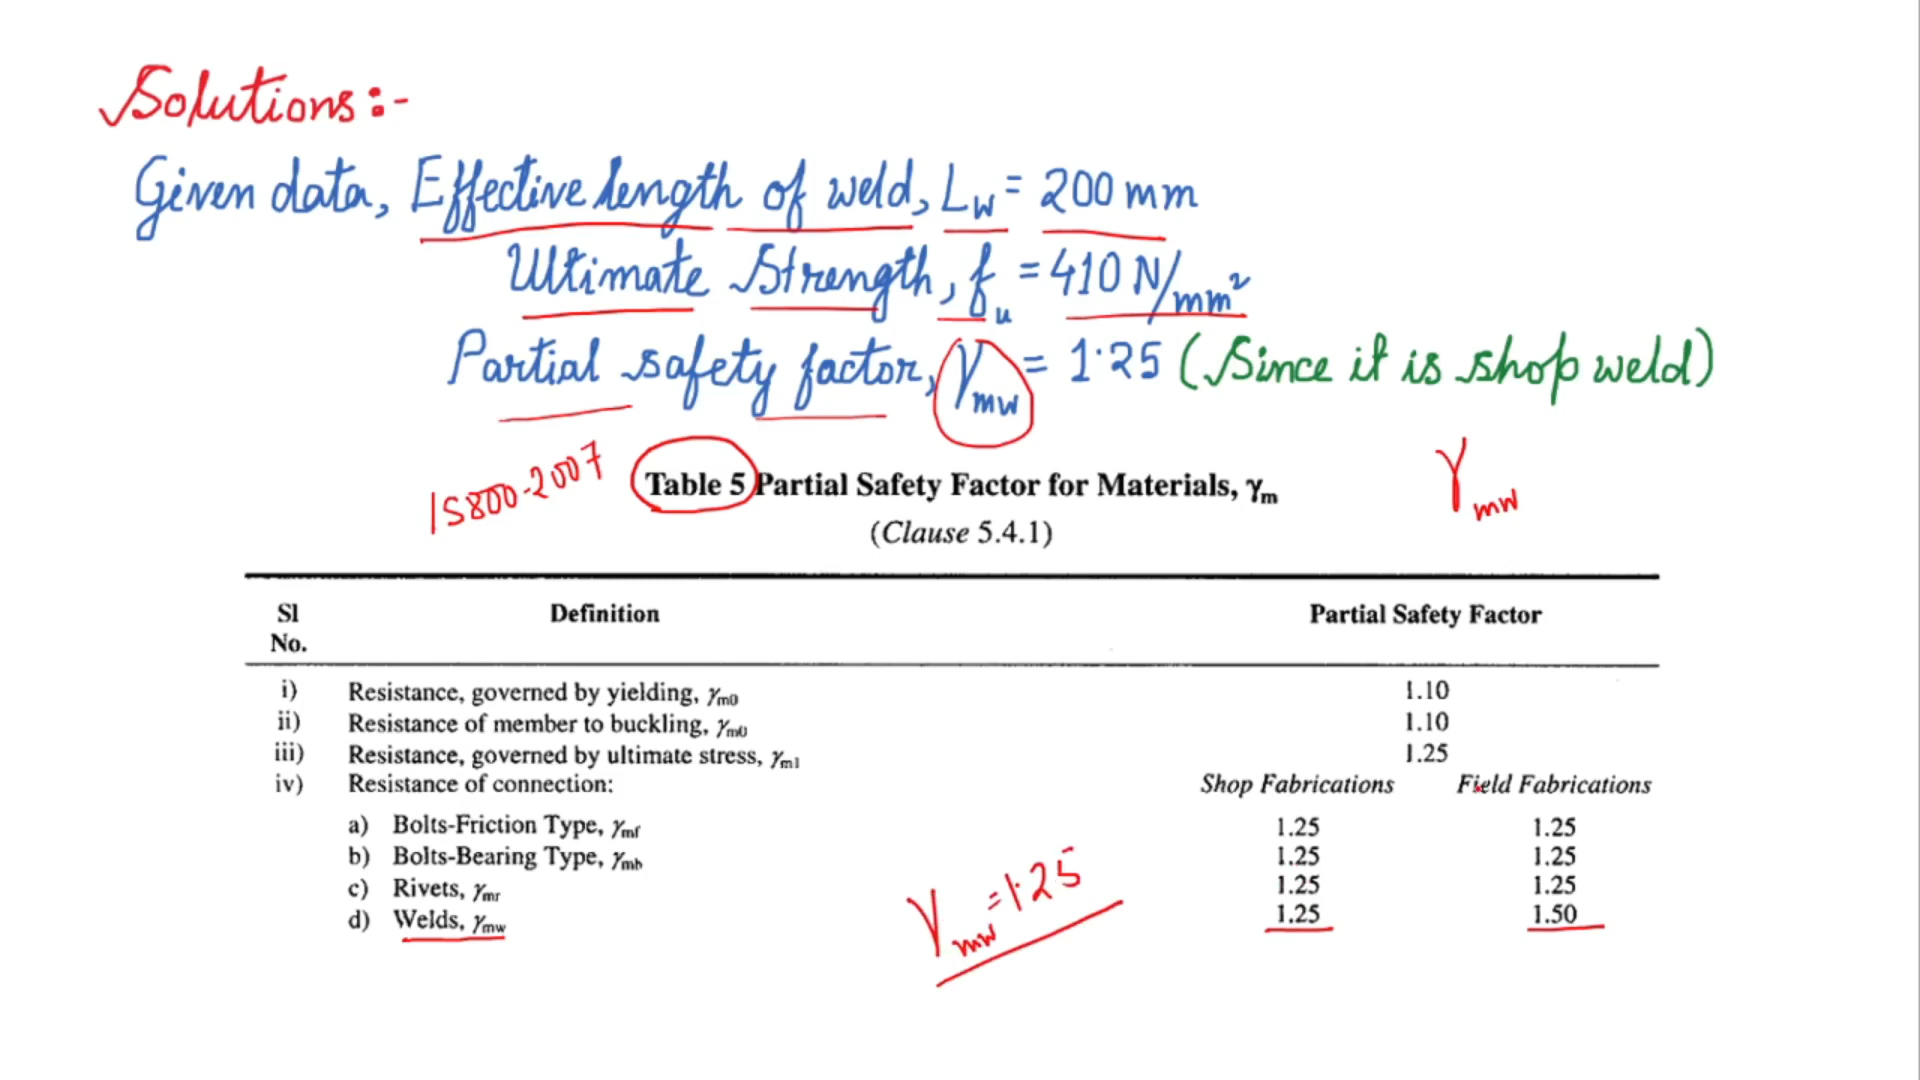 Solutions:-
Given data, Effective length of weld, Lw = 200 mm
Ultimate Strength, fu = 410 N/mm²
Partial safety factor, γmw = 1.25 (Since it is shop weld)
IS800-2007
Table 5 Partial Safety Factor for Materials, γm
γmw
(Clause 5.4.1)
Sl No. Definition Partial Safety Factor
i) Resistance, governed by yielding, γm0 1.10
ii) Resistance of member to buckling, γm0 1.10
iii) Resistance, governed by ultimate stress, γm1 1.25
iv) Resistance of connection: Shop Fabrications Field Fabrications
a) Bolts-Friction Type, γmf 1.25 1.25
b) Bolts-Bearing Type, γmb 1.25 1.25
c) Rivets, γmr 1.25 1.25
d) Welds, γmw 1.25 1.50
γmw = 1.25